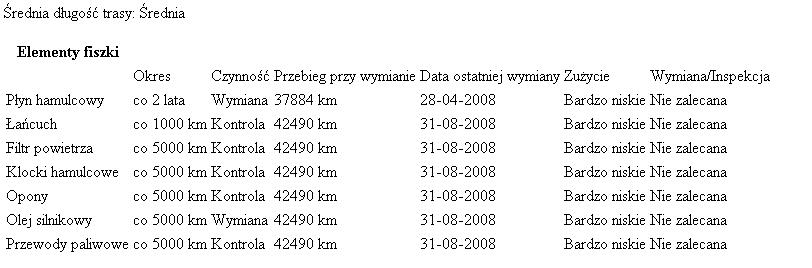 Średnia długość trasy: Średnia
Elementy fiszki
Okres Czynność Przebieg przy wymianie Data ostatniej wymiany Zużycie Wymiana/Inspekcja
Płyn hamulcowy co 2 lata Wymiana 37884 km 28-04-2008 Bardzo niskie Nie zalecana
Łańcuch co 1000 km Kontrola 42490 km 31-08-2008 Bardzo niskie Nie zalecana
Filtr powietrza co 5000 km Kontrola 42490 km 31-08-2008 Bardzo niskie Nie zalecana
Klocki hamulcowe co 5000 km Kontrola 42490 km 31-08-2008 Bardzo niskie Nie zalecana
Opony co 5000 km Kontrola 42490 km 31-08-2008 Bardzo niskie Nie zalecana
Olej silnikowy co 5000 km Wymiana 42490 km 31-08-2008 Bardzo niskie Nie zalecana
Przewody paliwowe co 5000 km Kontrola 42490 km 31-08-2008 Bardzo niskie Nie zalecana